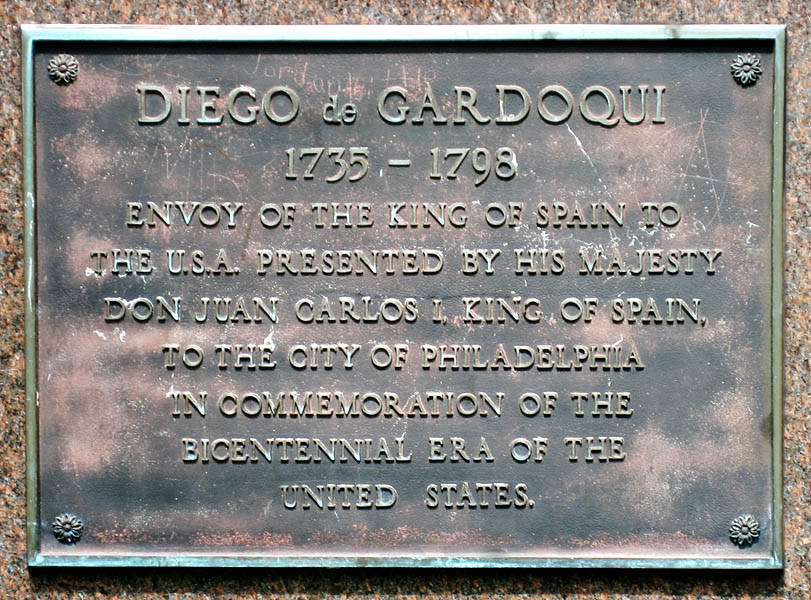 DIEGO de GARDOQUI
1735 – 1798
ENVOY OF THE KING OF SPAIN TO
THE U.S.A. PRESENTED BY HIS MAJESTY
DON JUAN CARLOS I, KING OF SPAIN,
TO THE CITY OF PHILADELPHIA
IN COMMEMORATION OF THE
BICENTENNIAL ERA OF THE
UNITED STATES.